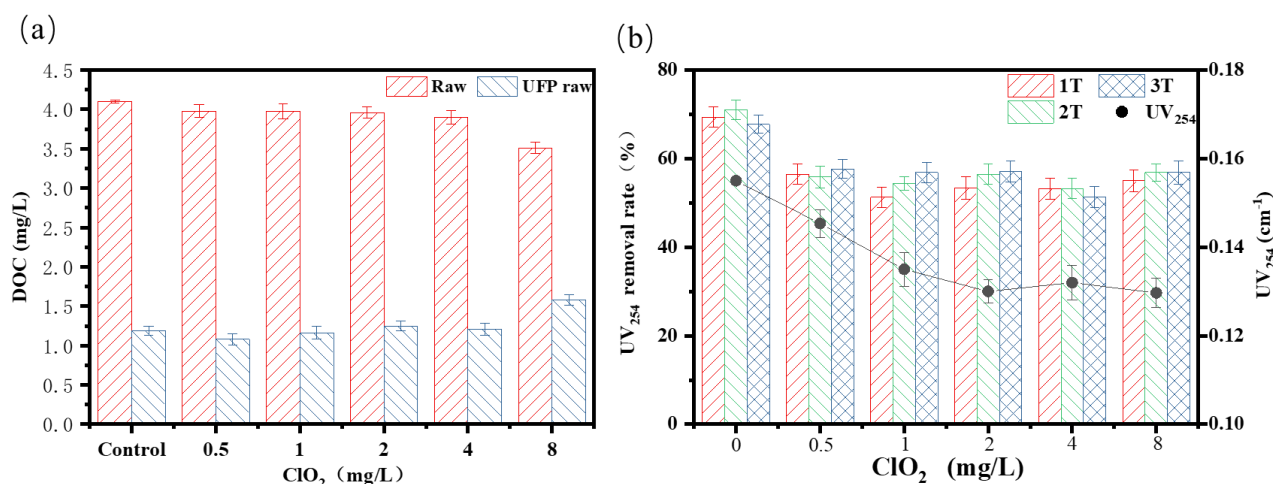 (a)
4.5
4.0
3.5
3.0
2.5
2.0
1.5
1.0
0.5
0.0
DOC (mg/L)
Raw
UFP raw
Control
0.5
1
2
4
8
ClO₂（mg/L）
(b)
80
60
40
20
0
UV₂₅₄ removal rate（%）
1T
3T
2T
UV₂₅₄
0.18
0.16
0.14
0.12
0.10
UV₂₅₄ (cm⁻¹)
0
0.5
1
2
4
8
ClO₂ (mg/L)